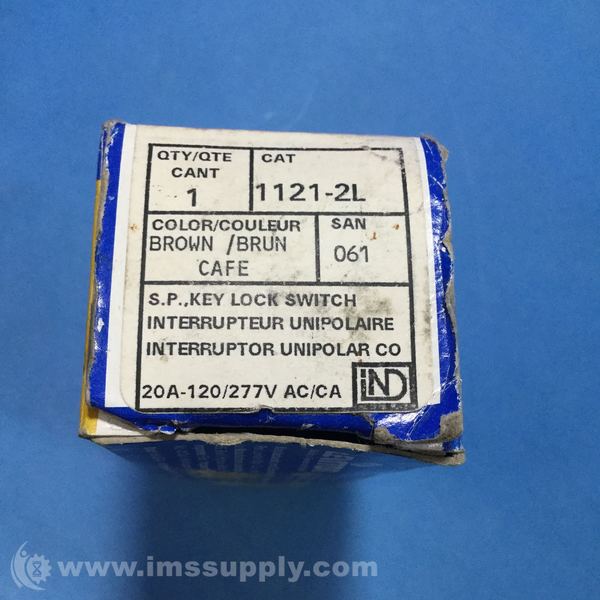 QTY/QTE
CANT
1
CAT
1121-2L
COLOR/COULEUR
BROWN /BRUN
CAFE
SAN
061
S.P.,KEY LOCK SWITCH
INTERRUPTEUR UNIPOLAIRE
INTERRUPTOR UNIPOLAR CO
20A-120/277V AC/CA
IND
www.imssupply.com